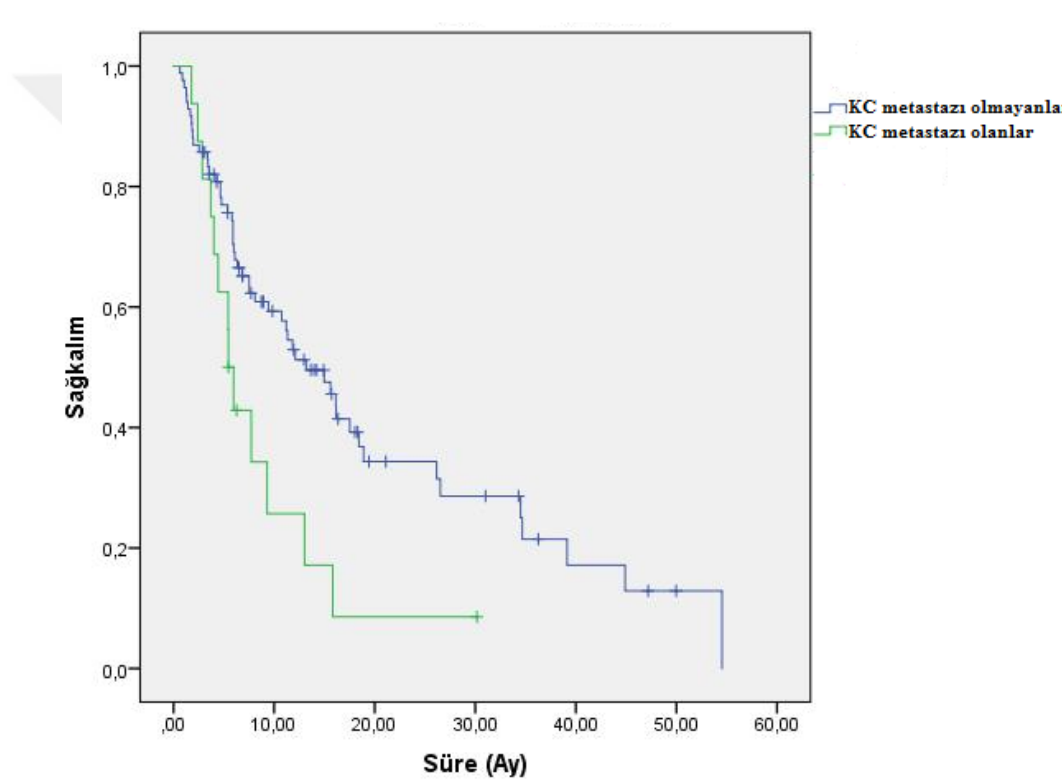 KC metastazı olmayanla
KC metastazı olanlar
Sağkalım
1,0
0,8
0,6
0,4
0,2
0,0
,00 10,00 20,00 30,00 40,00 50,00 60,00
Süre (Ay)